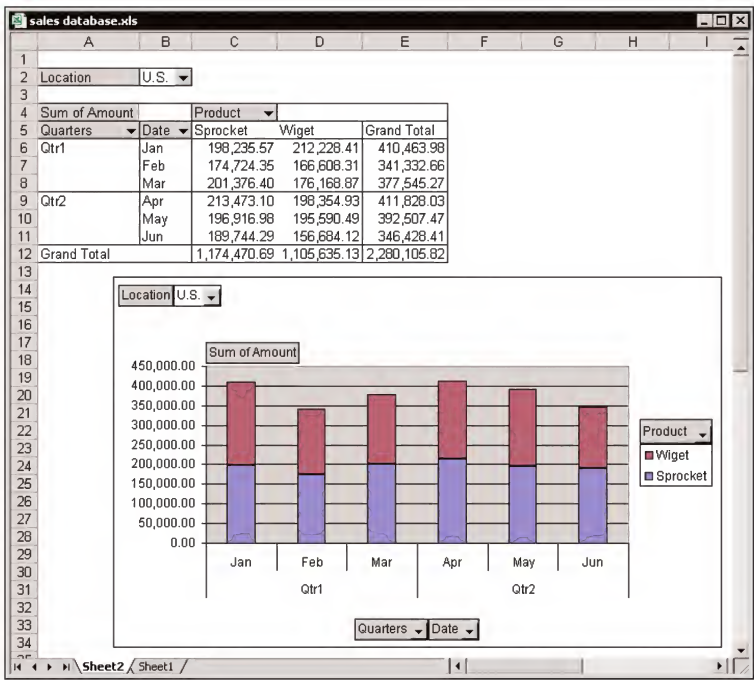 sales database.xls
A B C D E F G H I
1
2 Location U.S.
3
4 Sum of Amount Product
5 Quarters Date Sprocket Wiget Grand Total
6 Qtr1 Jan 198,235.57 212,228.41 410,463.98
7 Feb 174,724.35 166,608.31 341,332.66
8 Mar 201,376.40 176,168.87 377,545.27
9 Qtr2 Apr 213,473.10 198,354.93 411,828.03
10 May 196,916.98 195,590.49 392,507.47
11 Jun 189,744.29 156,684.12 346,428.41
12 Grand Total 1,174,470.69 1,105,635.13 2,280,105.82
13
14
15
16
17
18
19
20
21
22
23
24
25
26
27
28
29
30
31
32
33
34
Location U.S.
Sum of Amount
450,000.00
400,000.00
350,000.00
300,000.00
250,000.00
200,000.00
150,000.00
100,000.00
50,000.00
0.00
Jan Feb Mar Apr May Jun
Qtr1 Qtr2
Product
Wiget
Sprocket
Quarters Date
Sheet2 Sheet1